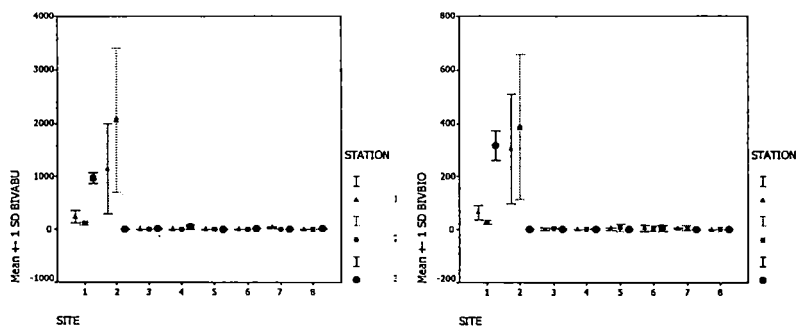 4000
3000
2000
1000
0
-1000
Mean +- 1 SD BIVABU
1 2 3 4 5 6 7 8
SITE
STATION
800
600
400
200
0
-200
Mean +- 1 SD BIVBIO
1 2 3 4 5 6 7 8
SITE
STATION